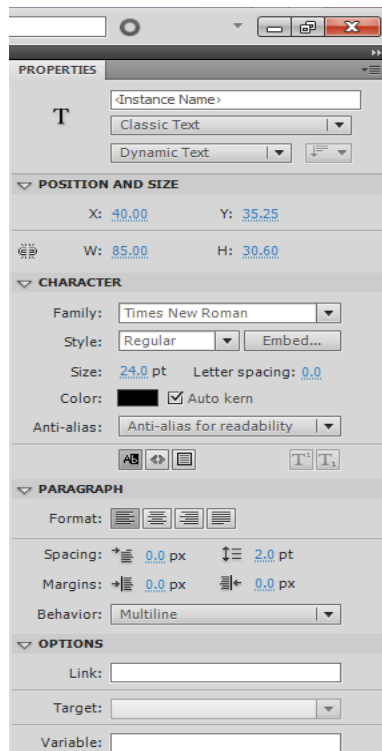 PROPERTIES
T
<Instance Name>
Classic Text
Dynamic Text
POSITION AND SIZE
X: 40.00 Y: 35.25
W: 85.00 H: 30.60
CHARACTER
Family: Times New Roman
Style: Regular Embed...
Size: 24.0 pt Letter spacing: 0.0
Color: Auto kern
Anti-alias: Anti-alias for readability
AB T¹ T₁
PARAGRAPH
Format:
Spacing: 0.0 px 2.0 pt
Margins: 0.0 px 0.0 px
Behavior: Multiline
OPTIONS
Link:
Target:
Variable: